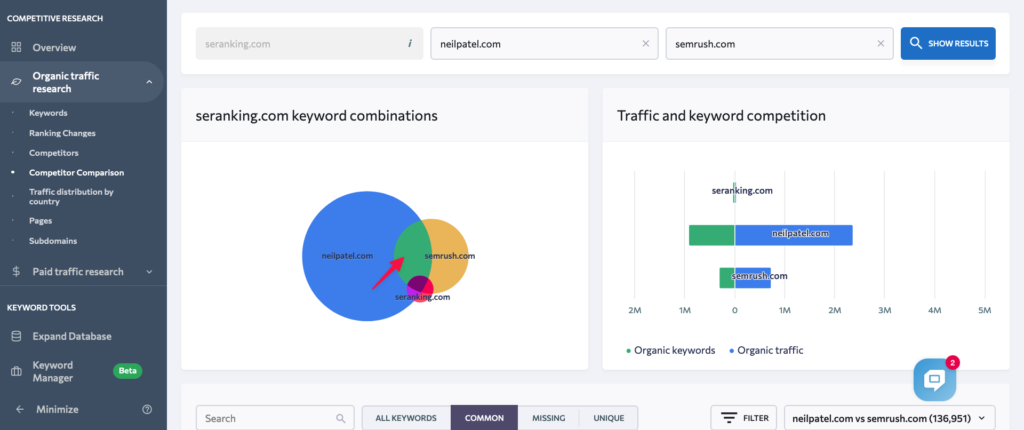 COMPETITIVE RESEARCH
Overview
Organic traffic
research
Keywords
Ranking Changes
Competitors
Competitor Comparison
Traffic distribution by
country
Pages
Subdomains
Paid traffic research
KEYWORD TOOLS
Expand Database
Keyword
Manager
Beta
Minimize
seranking.com
i
neilpatel.com
semrush.com
SHOW RESULTS
seranking.com keyword combinations
neilpatel.com
semrush.com
seranking.com
Traffic and keyword competition
seranking.com
neilpatel.com
semrush.com
2M 1M 0 1M 2M 3M 4M 5M
Organic keywords Organic traffic
2
Search
ALL KEYWORDS COMMON MISSING UNIQUE
FILTER
neilpatel.com vs semrush.com (136,951)